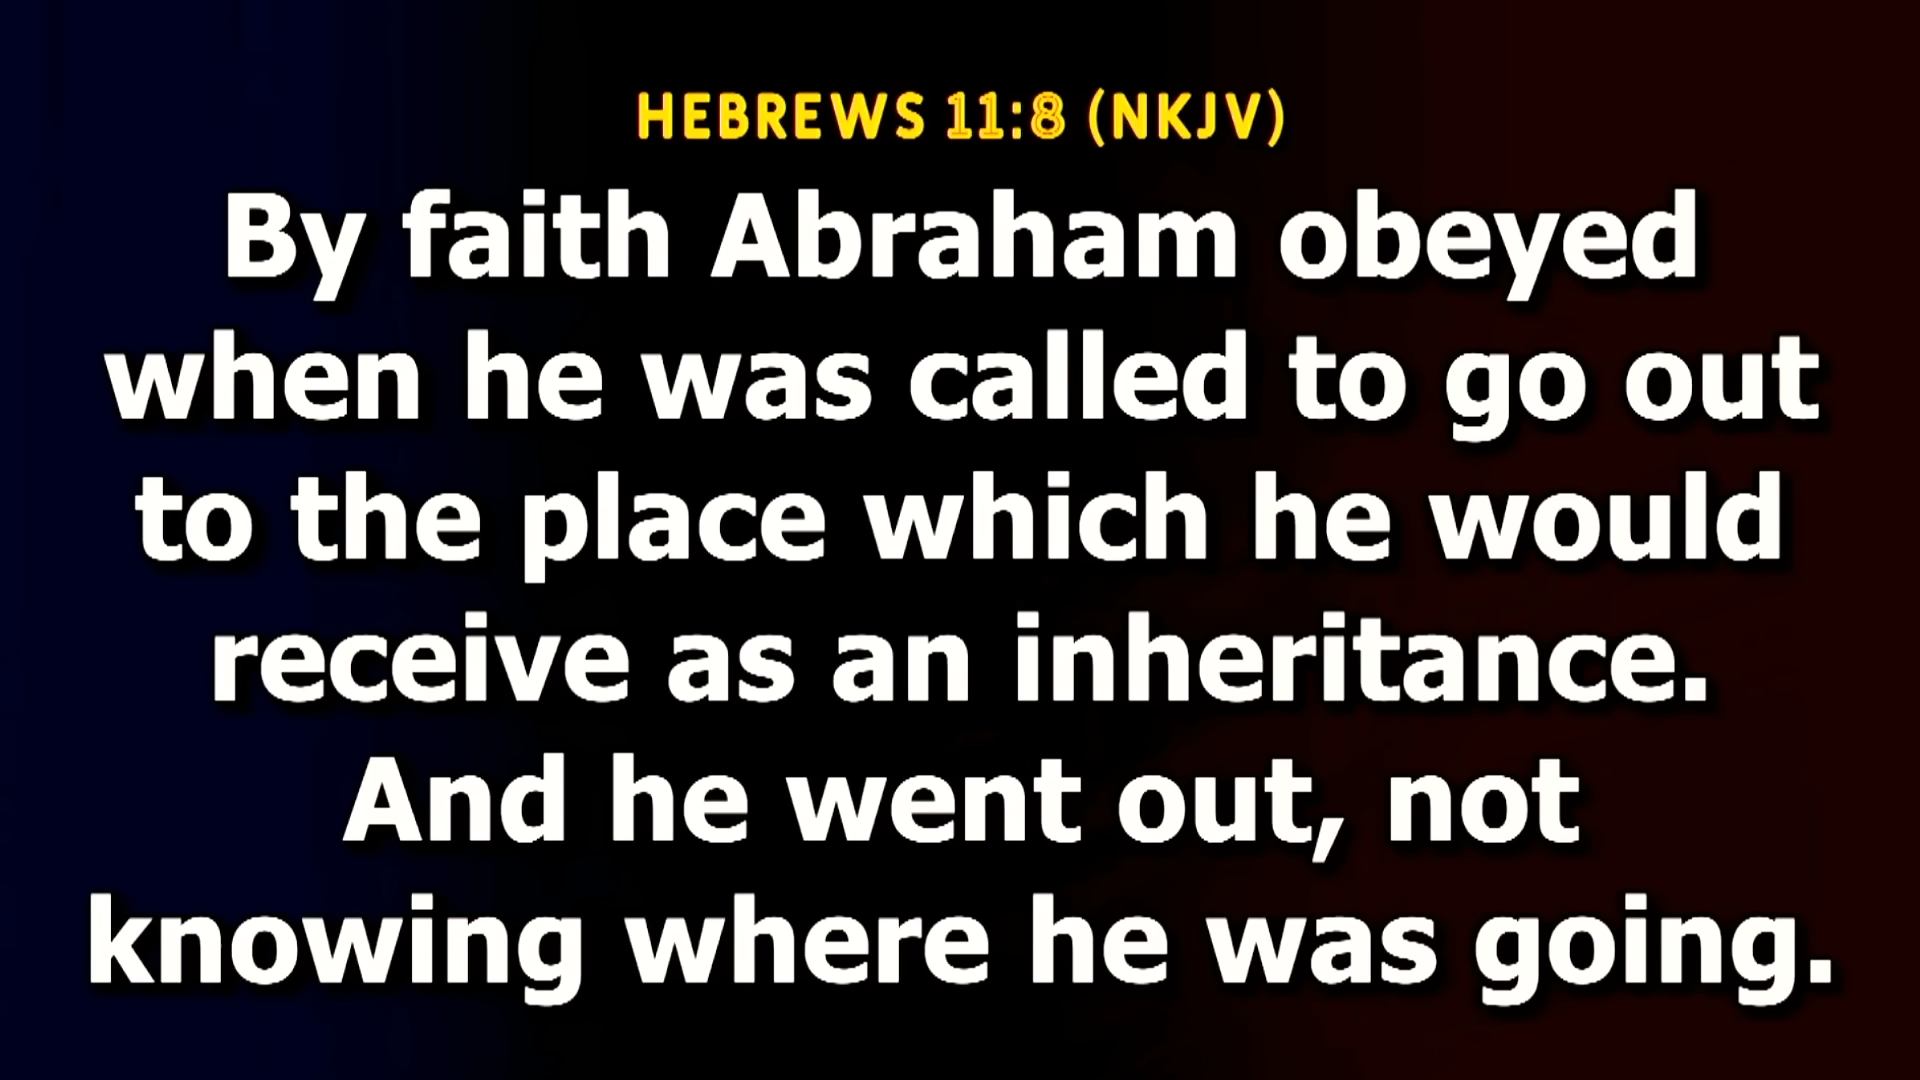 HEBREWS 11:8 (NKJV)
By faith Abraham obeyed
when he was called to go out
to the place which he would
receive as an inheritance.
And he went out, not
knowing where he was going.